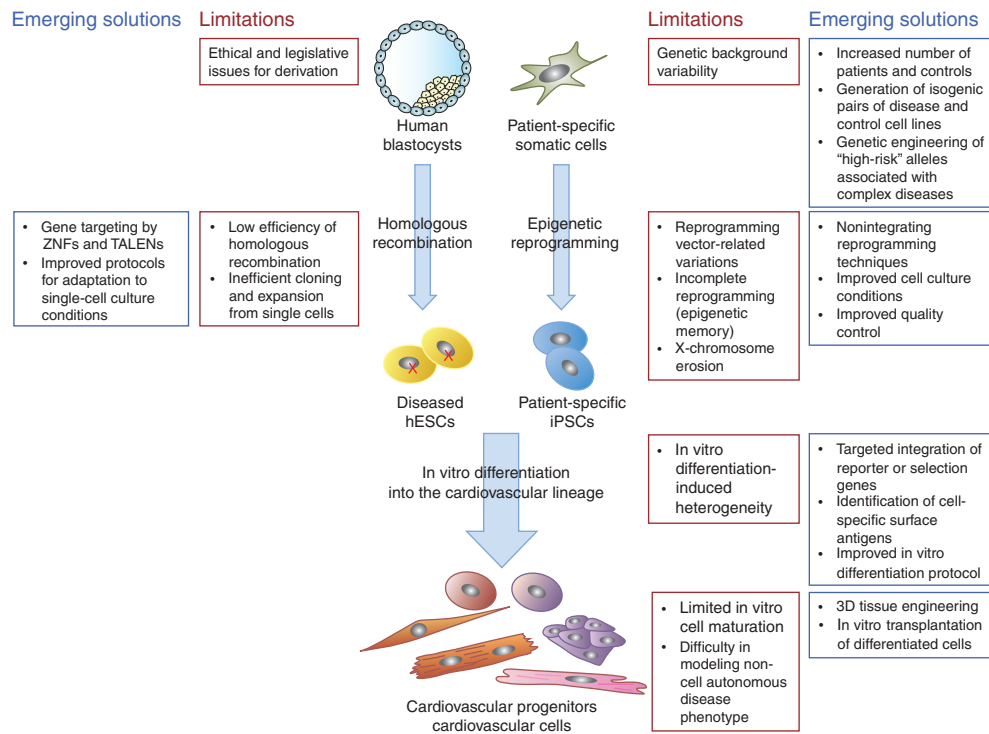 Emerging solutions
Limitations
Limitations
Emerging solutions
Ethical and legislative
issues for derivation
Human
blastocysts
Patient-specific
somatic cells
Genetic background
variability
• Increased number of
patients and controls
• Generation of isogenic
pairs of disease and
control cell lines
• Genetic engineering of
“high-risk” alleles
associated with
complex diseases
• Gene targeting by
ZNFs and TALENs
• Improved protocols
for adaptation to
single-cell culture
conditions
• Low efficiency of
homologous
recombination
• Inefficient cloning
and expansion
from single cells
Homologous
recombination
Epigenetic
reprogramming
• Reprogramming
vector-related
variations
• Incomplete
reprogramming
(epigenetic
memory)
• X-chromosome
erosion
• Nonintegrating
reprogramming
techniques
• Improved cell culture
conditions
• Improved quality
control
Diseased
hESCs
Patient-specific
iPSCs
In vitro differentiation
into the cardiovascular lineage
• In vitro
differentiation-
induced
heterogeneity
• Targeted integration of
reporter or selection
genes
• Identification of cell-
specific surface
antigens
• Improved in vitro
differentiation protocol
• Limited in vitro
cell maturation
• Difficulty in
modeling non-
cell autonomous
disease
phenotype
• 3D tissue engineering
• In vitro transplantation
of differentiated cells
Cardiovascular progenitors
cardiovascular cells